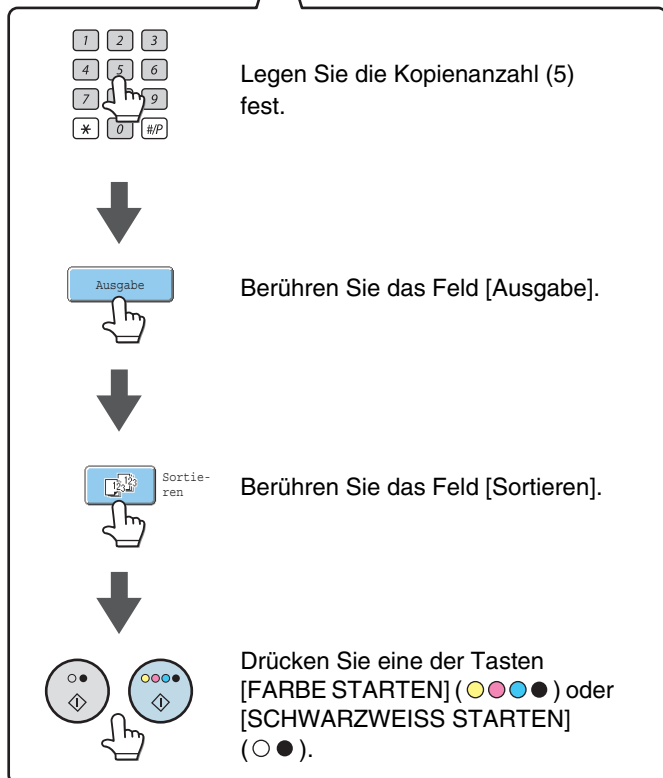 1 2 3
4 5 6
7 9
* 0 #/P
Legen Sie die Kopienanzahl (5)
fest.
Ausgabe
Berühren Sie das Feld [Ausgabe].
123 123
Sortie-
ren
Berühren Sie das Feld [Sortieren].
Drücken Sie eine der Tasten
[FARBE STARTEN] ( ) oder
[SCHWARZWEISS STARTEN]
( ).